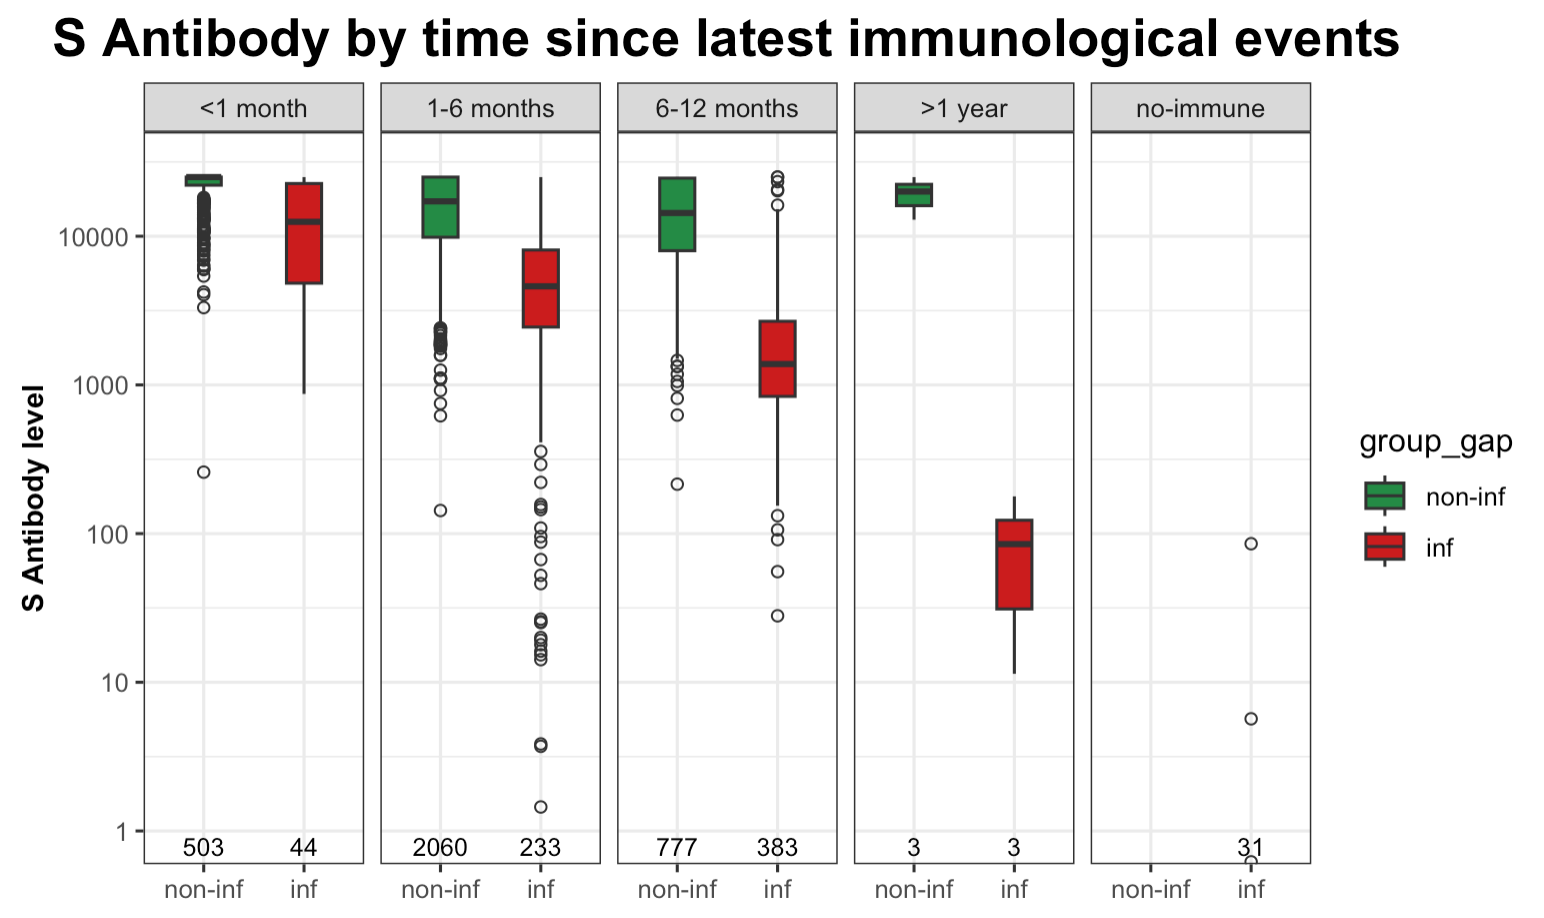 S Antibody by time since latest immunological events
<1 month 1-6 months 6-12 months >1 year no-immune
S Antibody level
10000
1000
100
10
1
503 44 2060 233 777 383 3 3 31
non-inf inf non-inf inf non-inf inf non-inf inf non-inf inf
group_gap
non-inf
inf